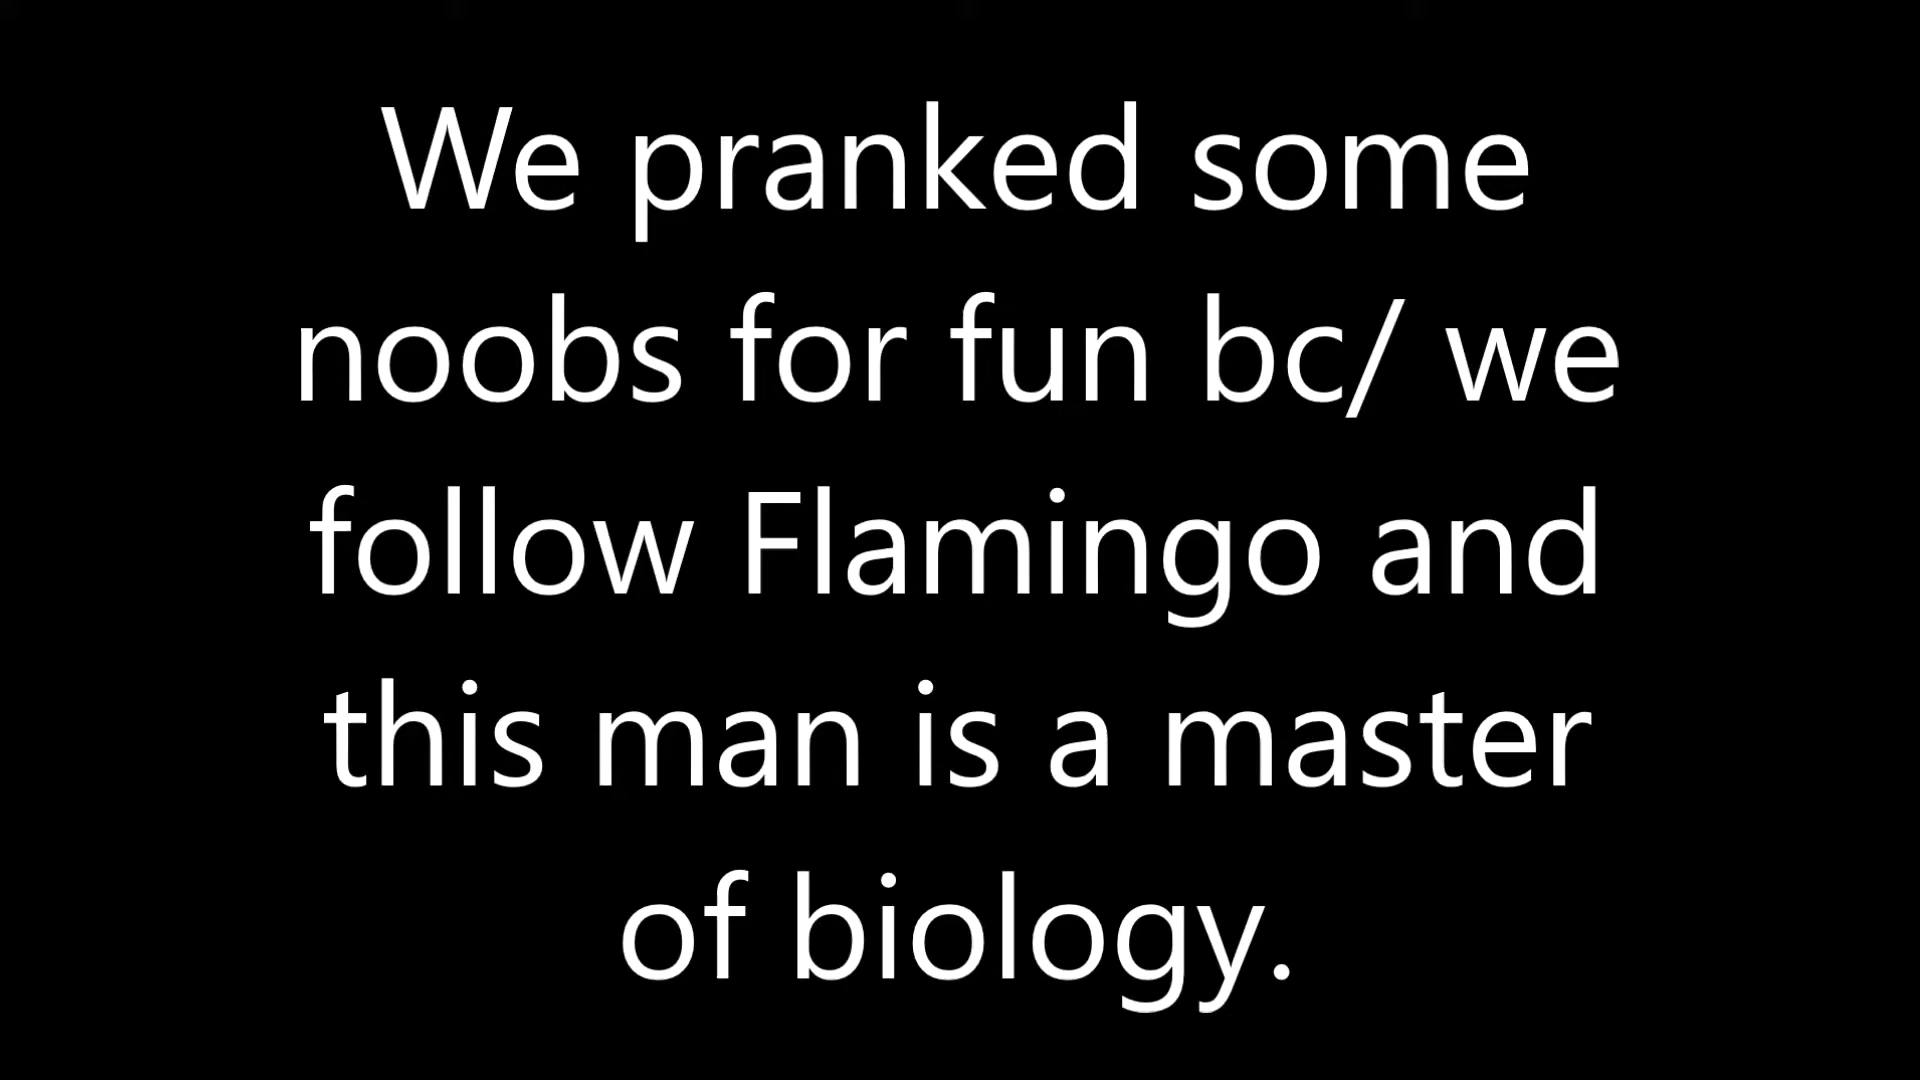 We pranked some
noobs for fun bc/ we
follow Flamingo and
this man is a master
of biology.